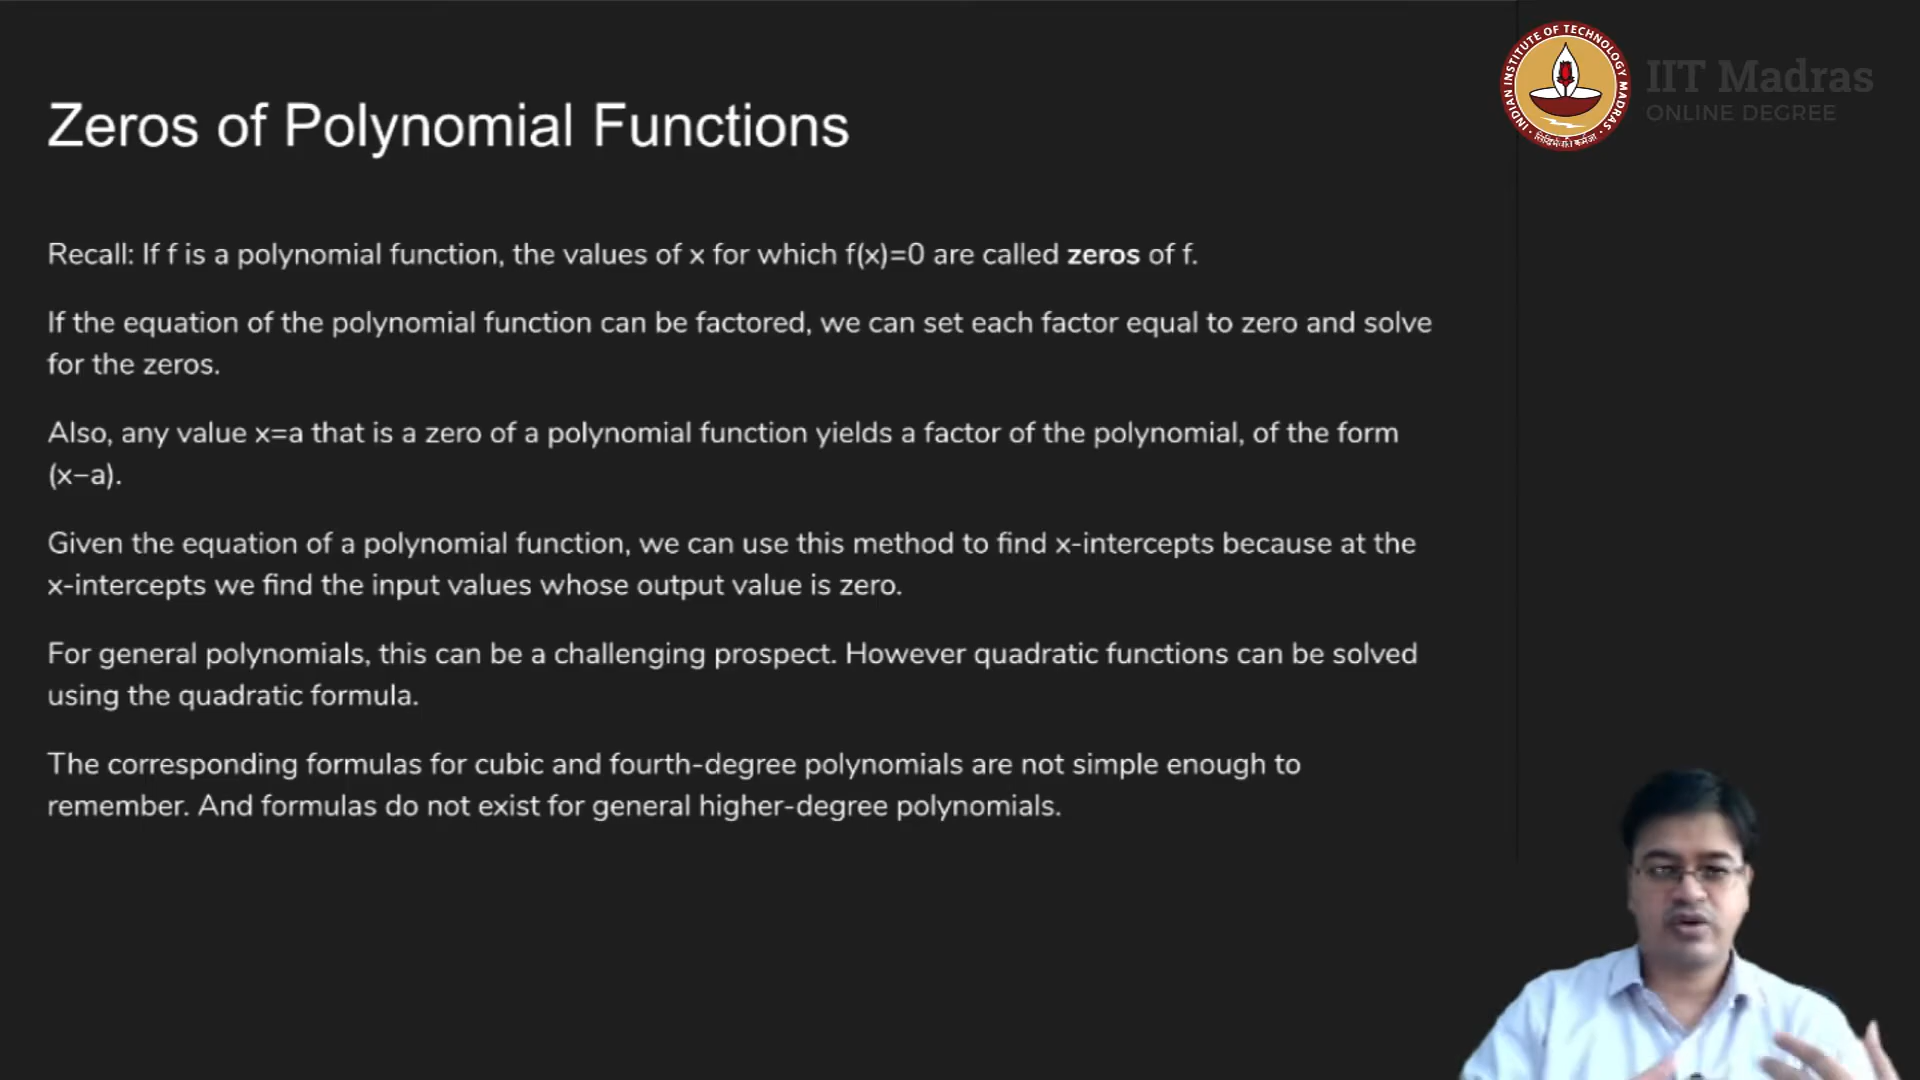 Zeros of Polynomial Functions
INDIAN INSTITUTE OF TECHNOLOGY MADRAS
IIT Madras
ONLINE DEGREE
Recall: If f is a polynomial function, the values of x for which f(x)=0 are called zeros of f.
If the equation of the polynomial function can be factored, we can set each factor equal to zero and solve
for the zeros.
Also, any value x=a that is a zero of a polynomial function yields a factor of the polynomial, of the form
(x−a).
Given the equation of a polynomial function, we can use this method to find x-intercepts because at the
x-intercepts we find the input values whose output value is zero.
For general polynomials, this can be a challenging prospect. However quadratic functions can be solved
using the quadratic formula.
The corresponding formulas for cubic and fourth-degree polynomials are not simple enough to
remember. And formulas do not exist for general higher-degree polynomials.